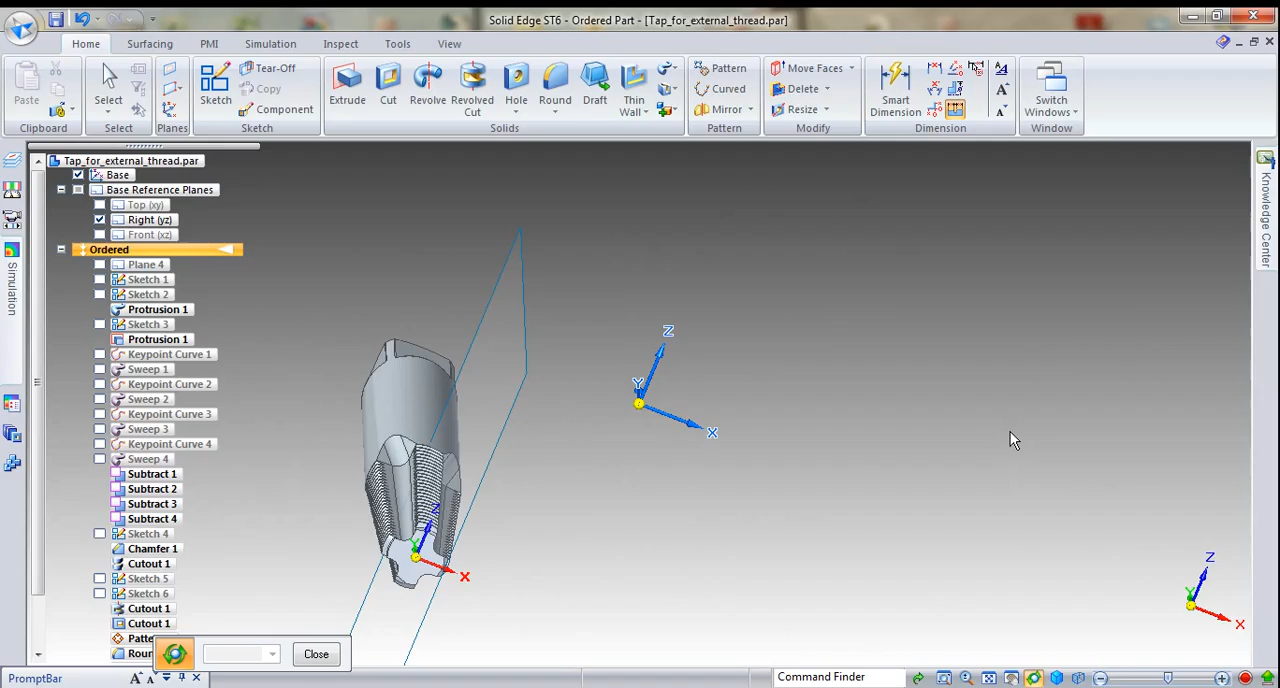 Solid Edge ST6 - Ordered Part - [Tap_for_external_thread.par]
Home Surfacing PMI Simulation Inspect Tools View
Paste
Clipboard
Select
Select
Planes
Sketch
Tear-Off
Copy
Component
Sketch
Extrude
Cut
Revolve
Revolved Cut
Hole
Round
Draft
Thin Wall
Solids
Pattern
Curved
Mirror
Pattern
Move Faces
Delete
Resize
Modify
Smart Dimension
Dimension
Switch Windows
Window
Tap_for_external_thread.par
Base
Base Reference Planes
Top (xy)
Right (yz)
Front (xz)
Ordered
Plane 4
Sketch 1
Sketch 2
Protrusion 1
Sketch 3
Protrusion 1
Keypoint Curve 1
Sweep 1
Keypoint Curve 2
Sweep 2
Keypoint Curve 3
Sweep 3
Keypoint Curve 4
Sweep 4
Subtract 1
Subtract 2
Subtract 3
Subtract 4
Sketch 4
Chamfer 1
Cutout 1
Sketch 5
Sketch 6
Cutout 1
Cutout 1
Patte
Roun
Close
Simulation
Knowledge Center
Z
Y
X
Z
Y
X
Z
Y
X
PromptBar
Command Finder